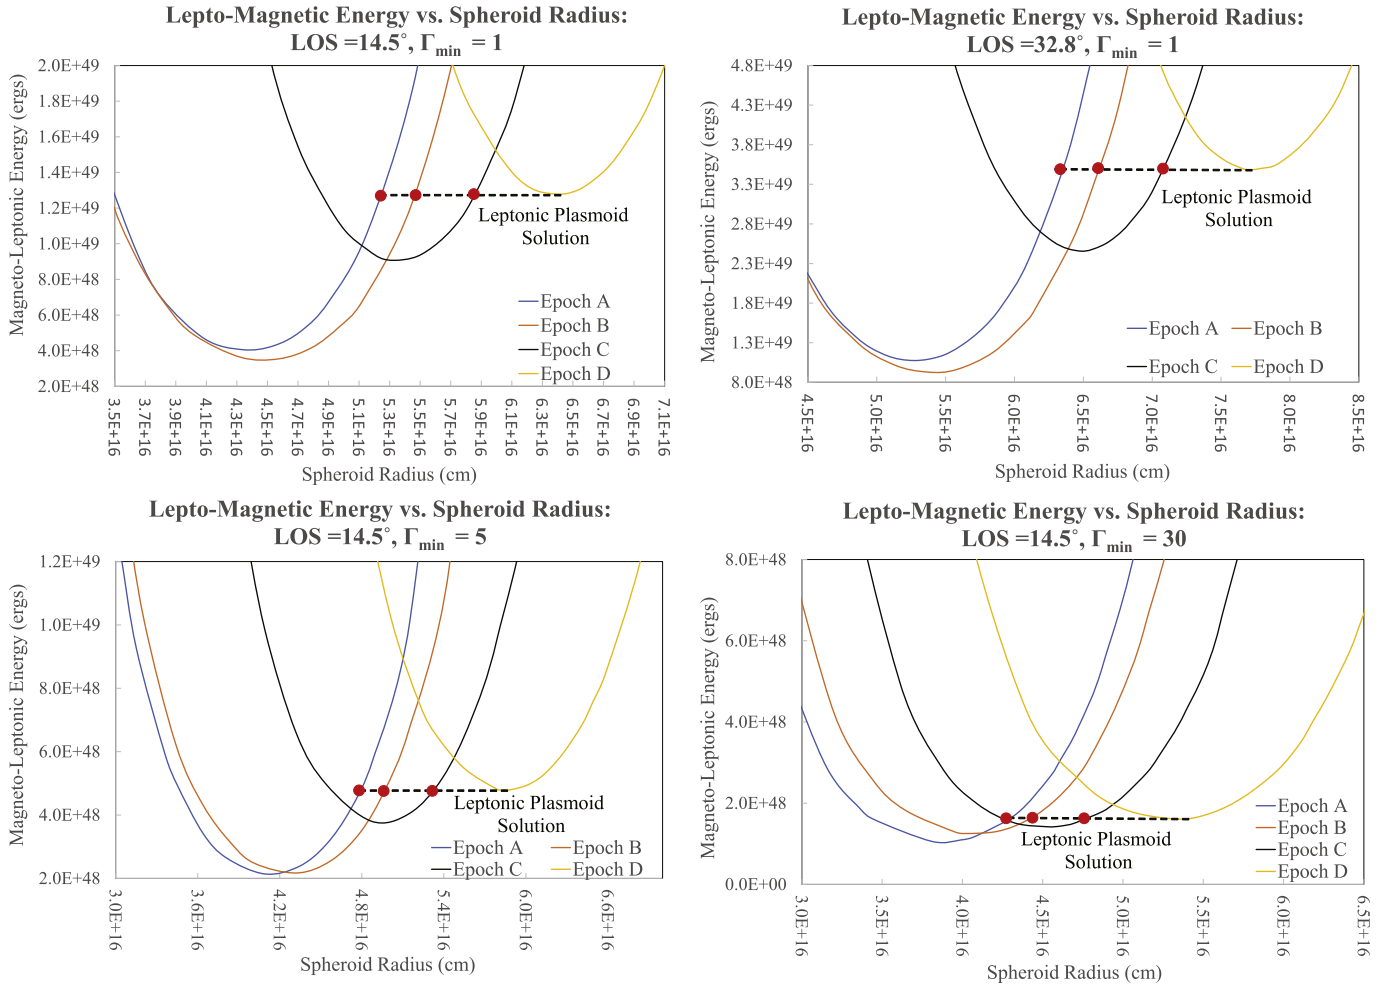 Lepto-Magnetic Energy vs. Spheroid Radius:
LOS =14.5°, Γmin = 1
Magneto-Leptonic Energy (ergs)
2.0E+49
1.8E+49
1.6E+49
1.4E+49
1.2E+49
1.0E+49
8.0E+48
6.0E+48
4.0E+48
2.0E+48
Leptonic Plasmoid
Solution
Epoch A
Epoch B
Epoch C
Epoch D
3.5E+16
3.7E+16
3.9E+16
4.1E+16
4.3E+16
4.5E+16
4.7E+16
4.9E+16
5.1E+16
5.3E+16
5.5E+16
5.7E+16
5.9E+16
6.1E+16
6.3E+16
6.5E+16
6.7E+16
6.9E+16
7.1E+16
Spheroid Radius (cm)
Lepto-Magnetic Energy vs. Spheroid Radius:
LOS =32.8°, Γmin = 1
Magneto-Leptonic Energy (ergs)
4.8E+49
4.3E+49
3.8E+49
3.3E+49
2.8E+49
2.3E+49
1.8E+49
1.3E+49
8.0E+48
Leptonic Plasmoid
Solution
Epoch A
Epoch B
Epoch C
Epoch D
4.5E+16
5.0E+16
5.5E+16
6.0E+16
6.5E+16
7.0E+16
7.5E+16
8.0E+16
8.5E+16
Spheroid Radius (cm)
Lepto-Magnetic Energy vs. Spheroid Radius:
LOS =14.5°, Γmin = 5
Magneto-Leptonic Energy (ergs)
1.2E+49
1.0E+49
8.0E+48
6.0E+48
4.0E+48
2.0E+48
Leptonic Plasmoid
Solution
Epoch A
Epoch B
Epoch C
Epoch D
3.0E+16
3.6E+16
4.2E+16
4.8E+16
5.4E+16
6.0E+16
6.6E+16
Spheroid Radius (cm)
Lepto-Magnetic Energy vs. Spheroid Radius:
LOS =14.5°, Γmin = 30
Magneto-Leptonic Energy (ergs)
8.0E+48
6.0E+48
4.0E+48
2.0E+48
0.0E+00
Leptonic Plasmoid
Solution
Epoch A
Epoch B
Epoch C
Epoch D
3.0E+16
3.5E+16
4.0E+16
4.5E+16
5.0E+16
5.5E+16
6.0E+16
6.5E+16
Spheroid Radius (cm)